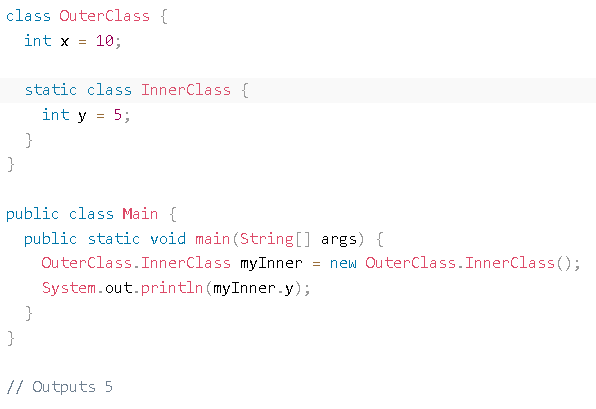 class OuterClass {
  int x = 10;

  static class InnerClass {
    int y = 5;
  }
}

public class Main {
  public static void main(String[] args) {
    OuterClass.InnerClass myInner = new OuterClass.InnerClass();
    System.out.println(myInner.y);
  }
}

// Outputs 5